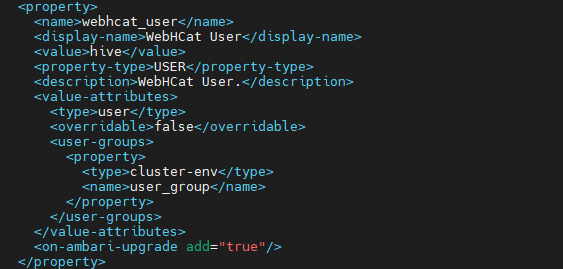 <property>
<name>webhcat_user</name>
<display-name>WebHCat User</display-name>
<value>hive</value>
<property-type>USER</property-type>
<description>WebHCat User.</description>
<value-attributes>
<type>user</type>
<overridable>false</overridable>
<user-groups>
<property>
<type>cluster-env</type>
<name>user_group</name>
</property>
</user-groups>
</value-attributes>
<on-ambari-upgrade add="true"/>
</property>